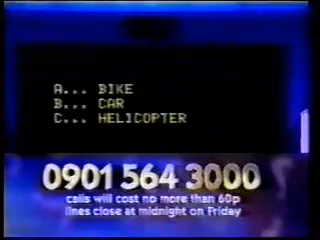 A... BIKE
B... CAR
C... HELICOPTER
0901 564 3000
calls will cost no more than 60p
lines close at midnight on Friday